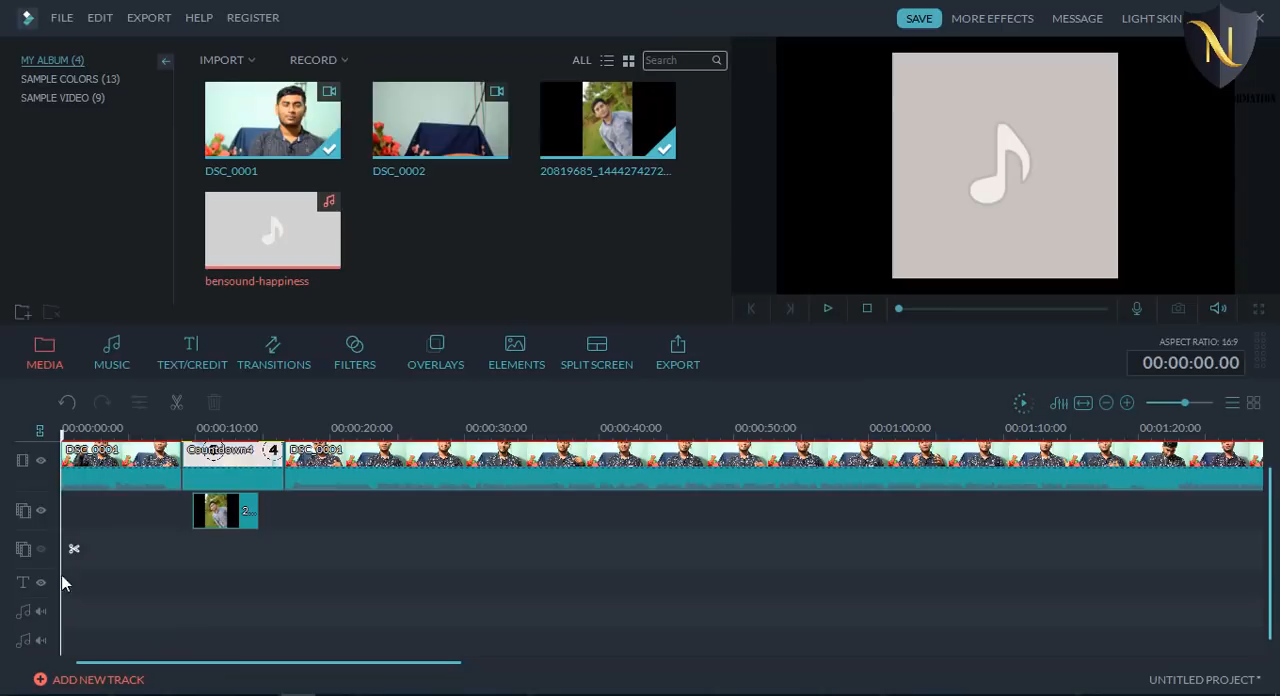 FILE EDIT EXPORT HELP REGISTER
SAVE MORE EFFECTS MESSAGE LIGHT SKIN
N
MY ALBUM (4)
SAMPLE COLORS (13)
SAMPLE VIDEO (9)
IMPORT RECORD ALL Search
DSC_0001 DSC_0002 20819685_1444274272...
bensound-happiness
MEDIA MUSIC TEXT/CREDIT TRANSITIONS FILTERS OVERLAYS ELEMENTS SPLIT SCREEN EXPORT
ASPECT RATIO: 16:9
00:00:00.00
00:00:00:00 00:00:10:00 00:00:20:00 00:00:30:00 00:00:40:00 00:00:50:00 00:01:00:00 00:01:10:00 00:01:20:00
DSC_0001 Countdown4 4 DSC_0001
2...
ADD NEW TRACK
UNTITLED PROJECT *